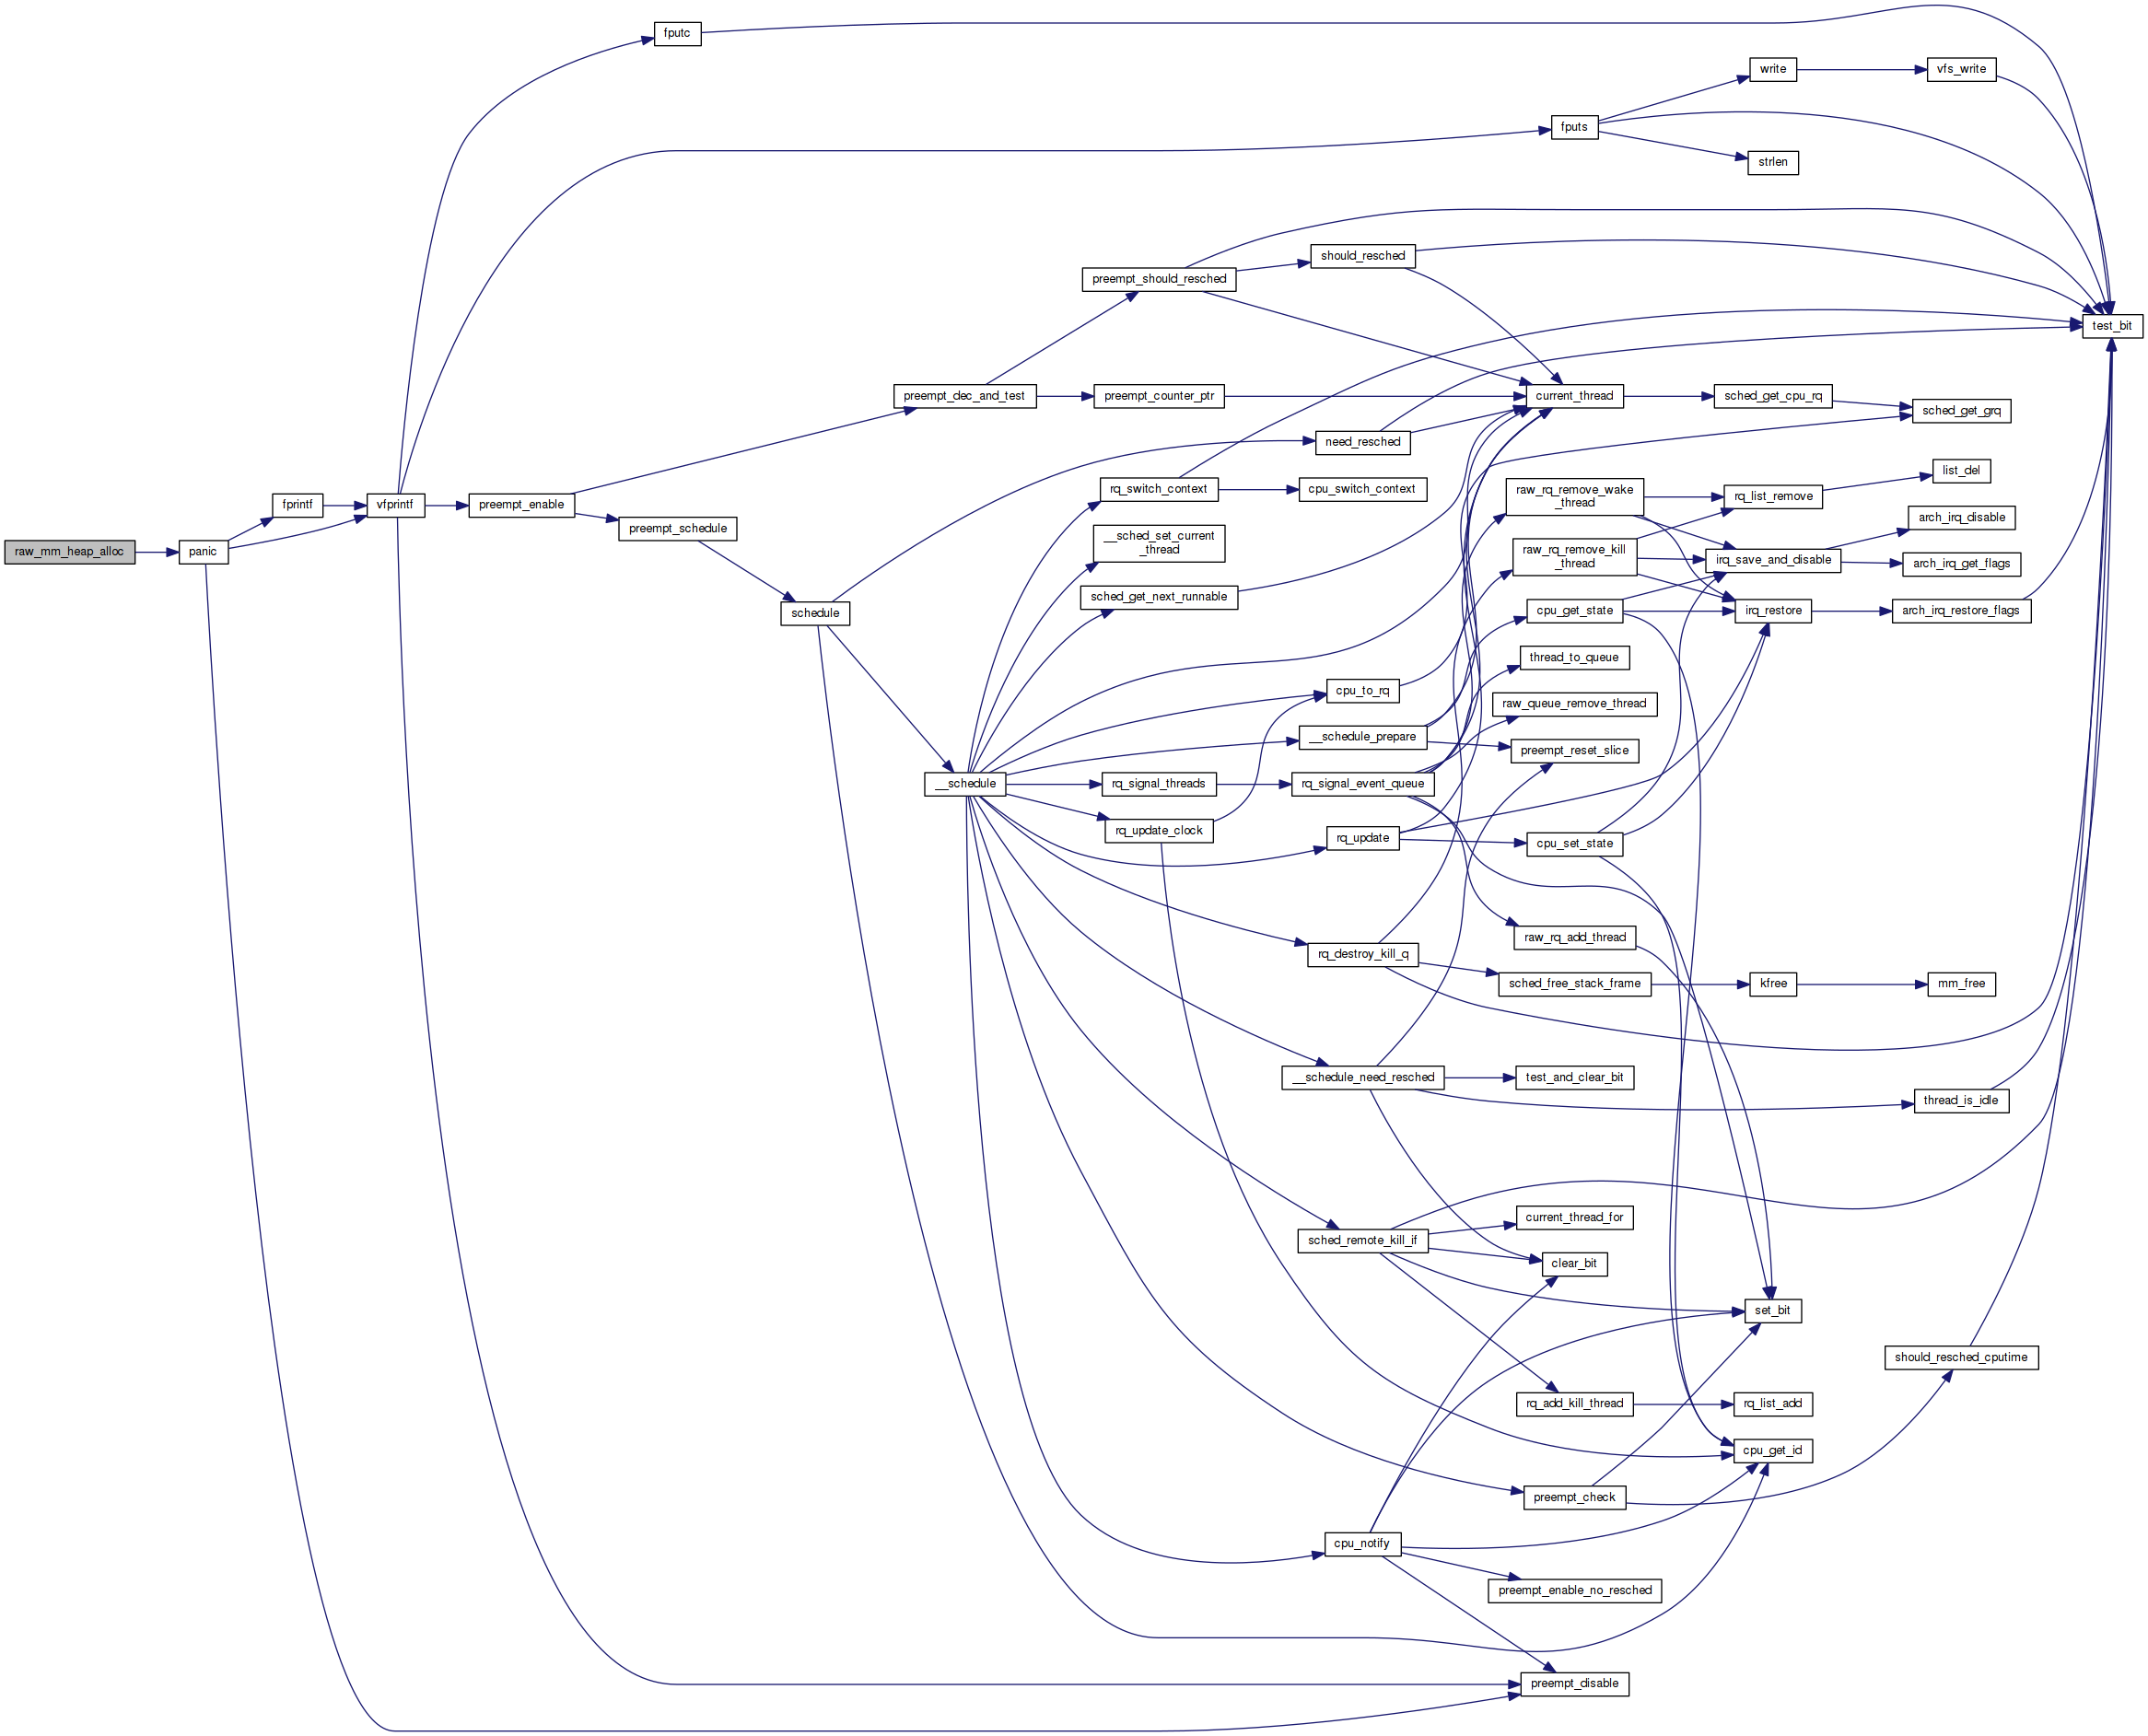 fputc
write
vfs_write
fputs
strlen
should_resched
preempt_should_resched
test_bit
preempt_dec_and_test
preempt_counter_ptr
current_thread
sched_get_cpu_rq
sched_get_grq
need_resched
list_del
rq_switch_context
cpu_switch_context
raw_rq_remove_wake
_thread
rq_list_remove
raw_mm_heap_alloc
panic
fprintf
vfprintf
preempt_enable
preempt_schedule
arch_irq_disable
__sched_set_current
_thread
raw_rq_remove_kill
_thread
irq_save_and_disable
arch_irq_get_flags
sched_get_next_runnable
schedule
cpu_get_state
irq_restore
arch_irq_restore_flags
thread_to_queue
cpu_to_rq
raw_queue_remove_thread
__schedule_prepare
preempt_reset_slice
__schedule
rq_signal_threads
rq_signal_event_queue
rq_update_clock
rq_update
cpu_set_state
raw_rq_add_thread
rq_destroy_kill_q
sched_free_stack_frame
kfree
mm_free
__schedule_need_resched
test_and_clear_bit
thread_is_idle
current_thread_for
sched_remote_kill_if
clear_bit
set_bit
should_resched_cputime
rq_add_kill_thread
rq_list_add
cpu_get_id
preempt_check
cpu_notify
preempt_enable_no_resched
preempt_disable